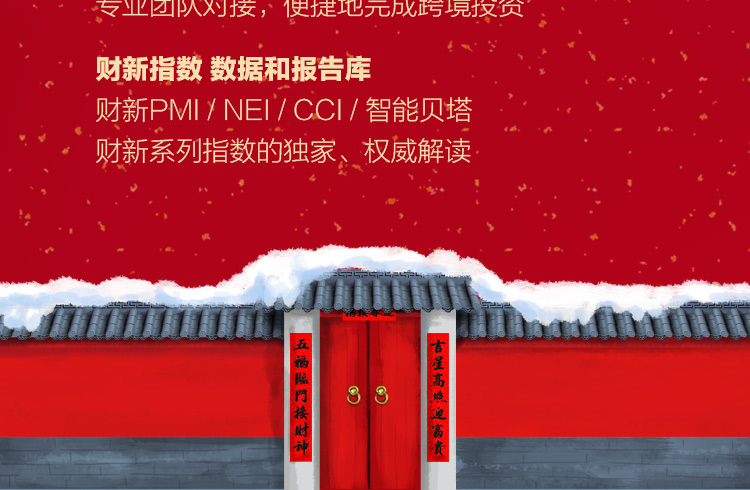 专业团队对接，便捷地完成跨境投资
财新指数 数据和报告库
财新PMI / NEI / CCI / 智能贝塔
财新系列指数的独家、权威解读
五福臨門接財神
吉星高照迎富貴